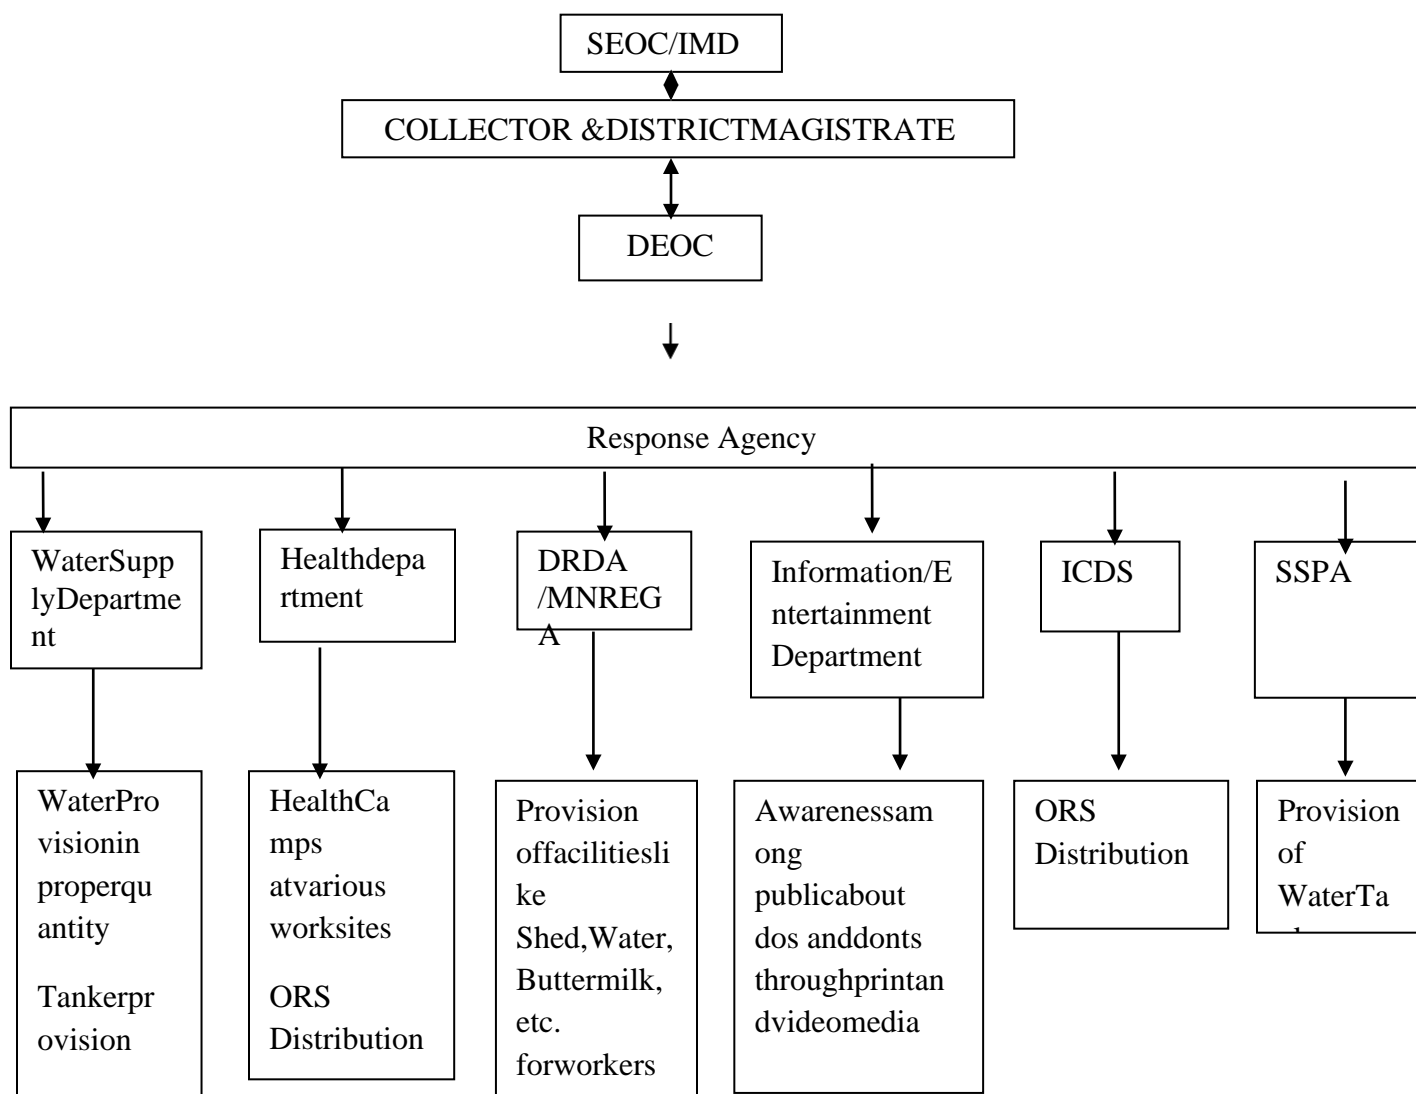 SEOC/IMD
COLLECTOR &DISTRICTMAGISTRATE
DEOC
Response Agency
WaterSupp
lyDepartme
nt
Healthdepa
rtment
DRDA
/MNREG
A
Information/E
ntertainment
Department
ICDS
SSPA
WaterPro
visionin
properqu
antity
Tankerpr
ovision
HealthCa
mps
atvarious
worksites
ORS
Distribution
Provision
offacilitiesli
ke
Shed,Water,
Buttermilk,
etc.
forworkers
Awarenessam
ong
publicabout
dos anddonts
throughprintan
dvideomedia
ORS
Distribution
Provision
of
WaterTa